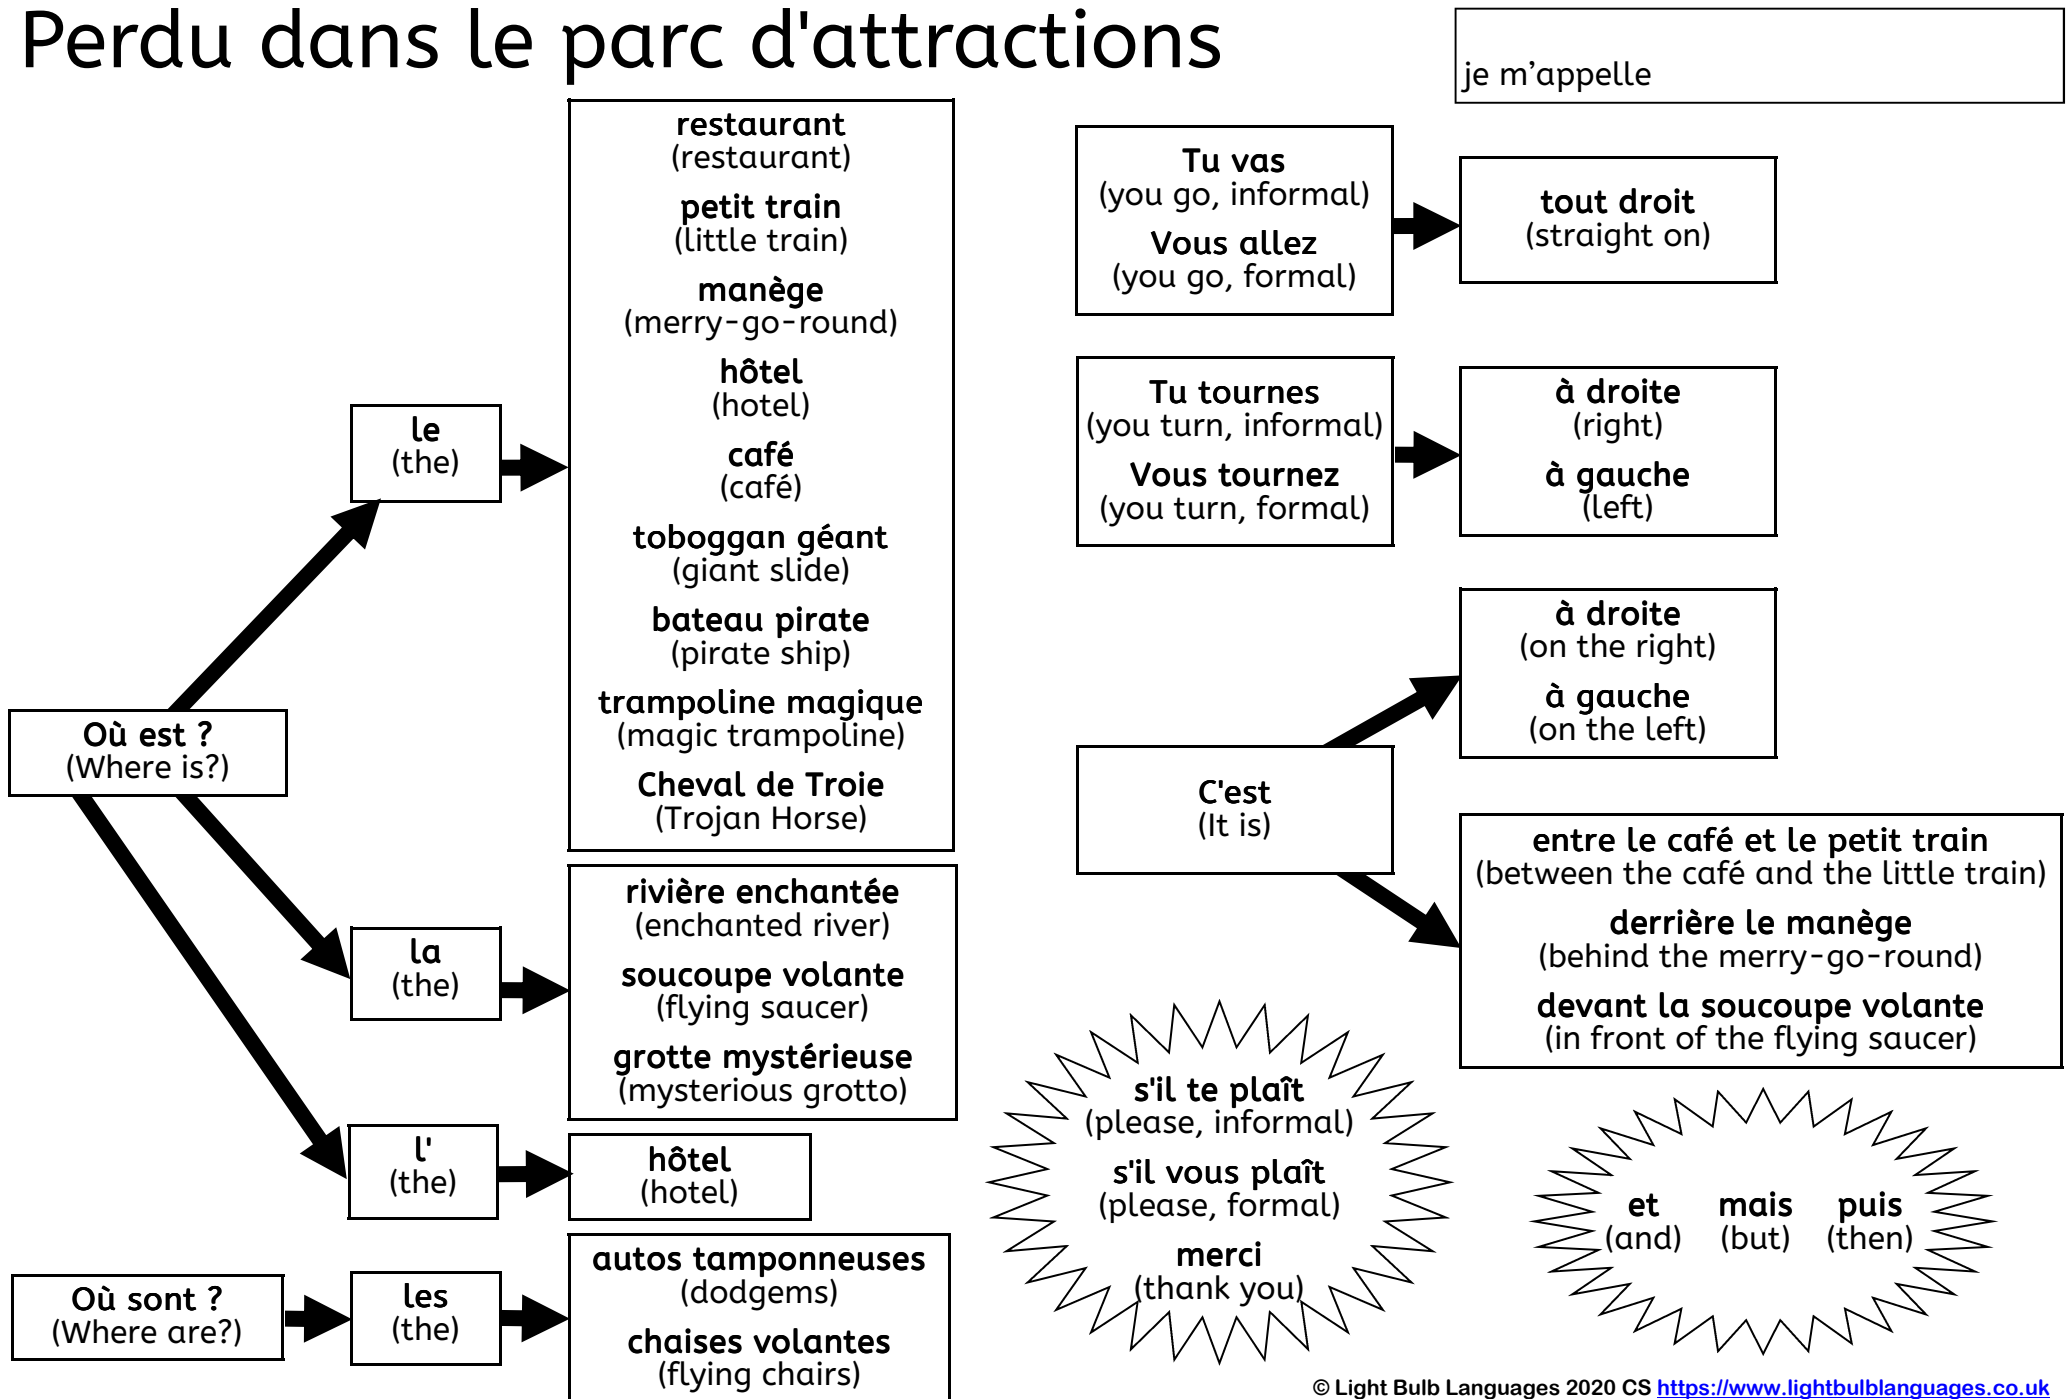 Perdu dans le parc d'attractions
je m’appelle
Où est ?
(Where is?)
le
(the)
restaurant
(restaurant)
petit train
(little train)
manège
(merry-go-round)
hôtel
(hotel)
café
(café)
toboggan géant
(giant slide)
bateau pirate
(pirate ship)
trampoline magique
(magic trampoline)
Cheval de Troie
(Trojan Horse)
la
(the)
rivière enchantée
(enchanted river)
soucoupe volante
(flying saucer)
grotte mystérieuse
(mysterious grotto)
l'
(the)
hôtel
(hotel)
Où sont ?
(Where are?)
les
(the)
autos tamponneuses
(dodgems)
chaises volantes
(flying chairs)
Tu vas
(you go, informal)
Vous allez
(you go, formal)
tout droit
(straight on)
Tu tournes
(you turn, informal)
Vous tournez
(you turn, formal)
à droite
(right)
à gauche
(left)
C'est
(It is)
à droite
(on the right)
à gauche
(on the left)
entre le café et le petit train
(between the café and the little train)
derrière le manège
(behind the merry-go-round)
devant la soucoupe volante
(in front of the flying saucer)
s'il te plaît
(please, informal)
s'il vous plaît
(please, formal)
merci
(thank you)
et mais puis
(and) (but) (then)
© Light Bulb Languages 2020 CS https://www.lightbulblanguages.co.uk